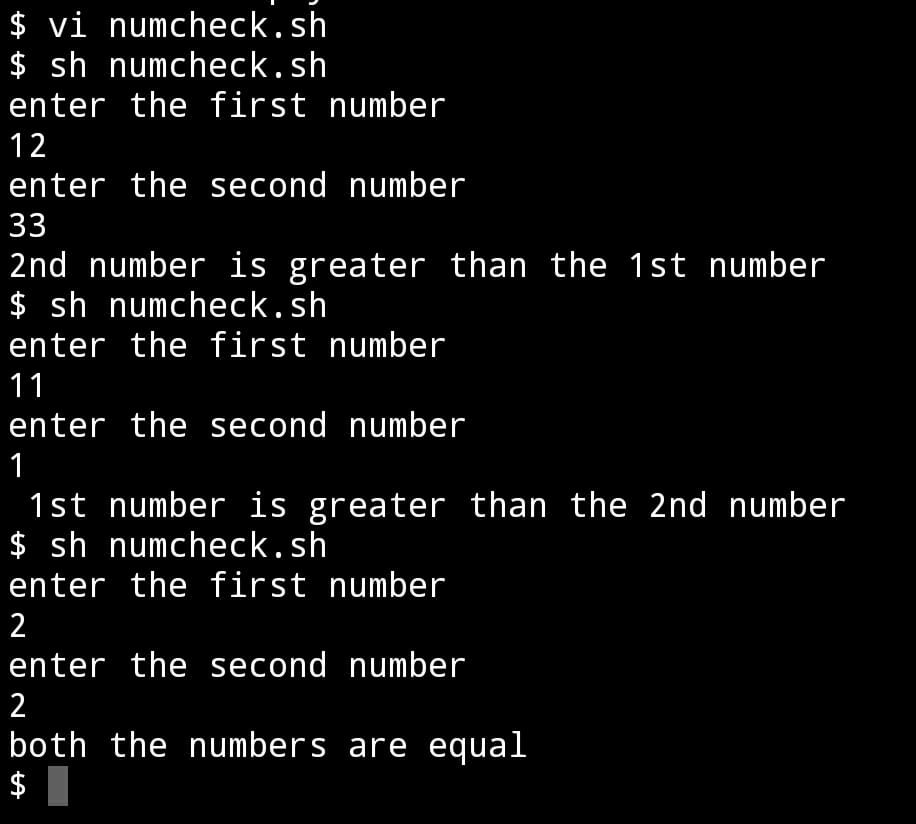 $ vi numcheck.sh
$ sh numcheck.sh
enter the first number
12
enter the second number
33
2nd number is greater than the 1st number
$ sh numcheck.sh
enter the first number
11
enter the second number
1
 1st number is greater than the 2nd number
$ sh numcheck.sh
enter the first number
2
enter the second number
2
both the numbers are equal
$